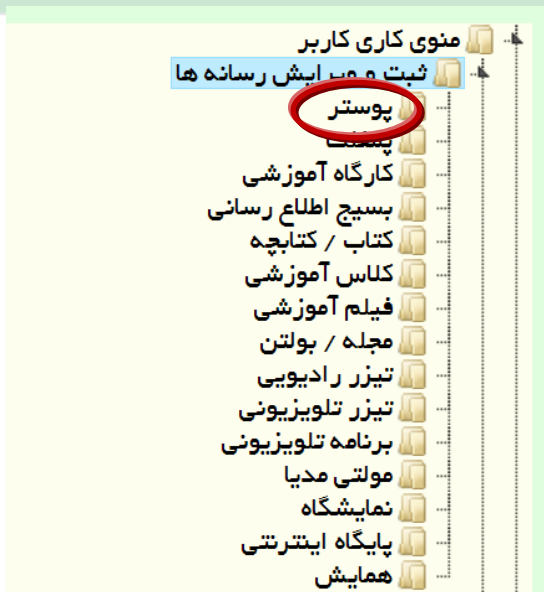 منوی کاری کاربر
ثبت و ویرایش رسانه ها
پوستر
پمفلت
کارگاه آموزشی
بسیج اطلاع رسانی
کتاب / کتابچه
کلاس آموزشی
فیلم آموزشی
مجله / بولتن
تیزر رادیویی
تیزر تلویزیونی
برنامه تلویزیونی
مولتی مدیا
نمایشگاه
پایگاه اینترنتی
همایش